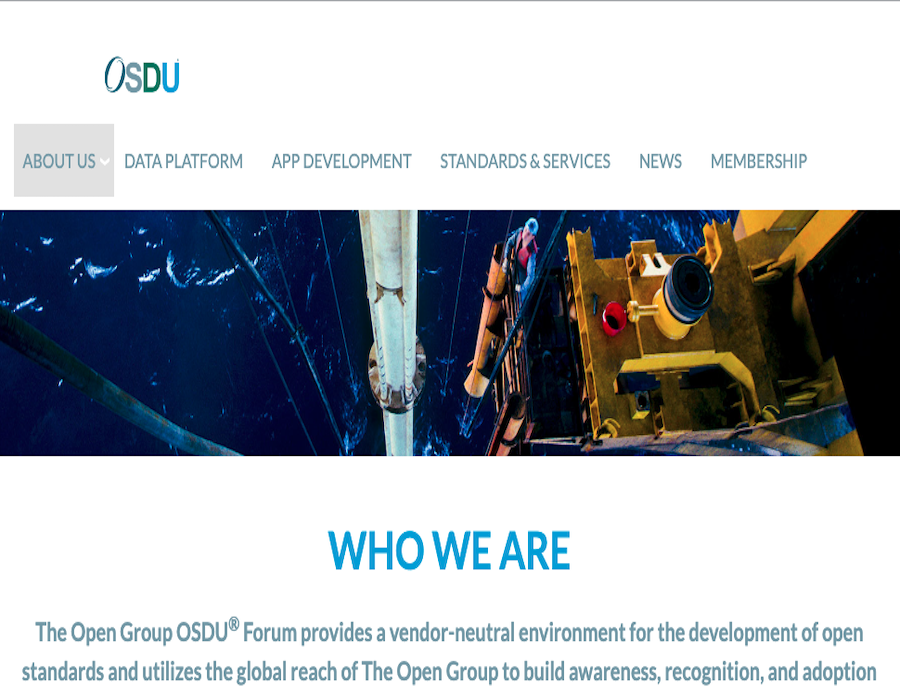 OSDU
ABOUT US DATA PLATFORM APP DEVELOPMENT STANDARDS & SERVICES NEWS MEMBERSHIP
WHO WE ARE
The Open Group OSDU® Forum provides a vendor-neutral environment for the development of open
standards and utilizes the global reach of The Open Group to build awareness, recognition, and adoption